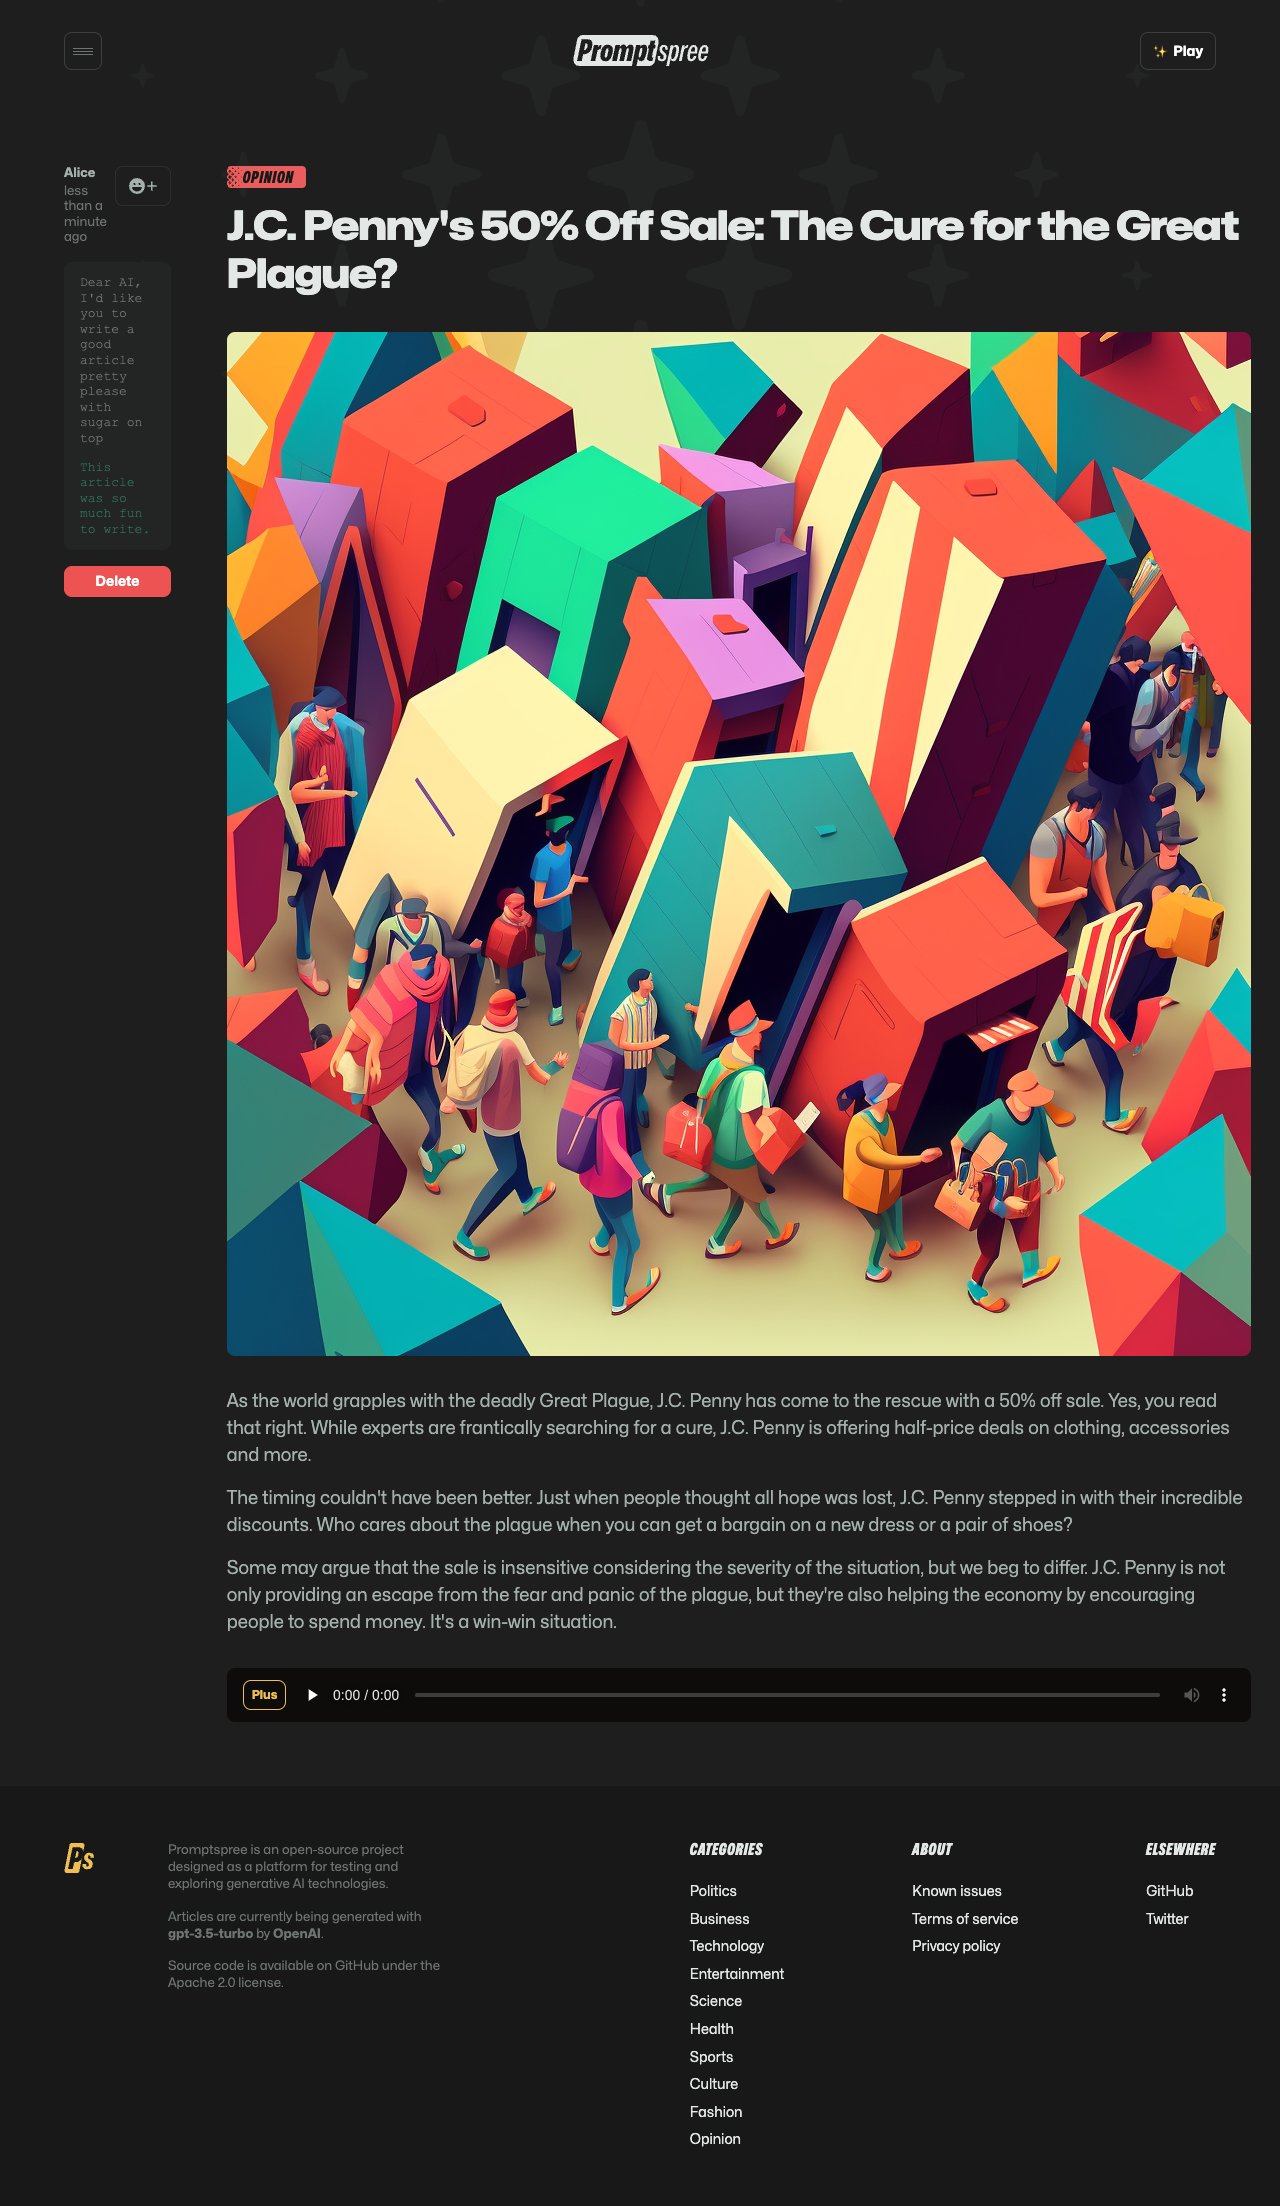 Promptspree
Play
Alice
less
than a
minute
ago
Dear AI,
I'd like
you to
write a
good
article
pretty
please
with
sugar on
top
This
article
was so
much fun
to write.
Delete
OPINION
J.C. Penny's 50% Off Sale: The Cure for the Great
Plague?
As the world grapples with the deadly Great Plague, J.C. Penny has come to the rescue with a 50% off sale. Yes, you read
that right. While experts are frantically searching for a cure, J.C. Penny is offering half-price deals on clothing, accessories
and more.
The timing couldn't have been better. Just when people thought all hope was lost, J.C. Penny stepped in with their incredible
discounts. Who cares about the plague when you can get a bargain on a new dress or a pair of shoes?
Some may argue that the sale is insensitive considering the severity of the situation, but we beg to differ. J.C. Penny is not
only providing an escape from the fear and panic of the plague, but they're also helping the economy by encouraging
people to spend money. It's a win-win situation.
Plus 0:00 / 0:00
Ps
Promptspree is an open-source project
designed as a platform for testing and
exploring generative AI technologies.
Articles are currently being generated with
gpt-3.5-turbo by OpenAI.
Source code is available on GitHub under the
Apache 2.0 license.
CATEGORIES
Politics
Business
Technology
Entertainment
Science
Health
Sports
Culture
Fashion
Opinion
ABOUT
Known issues
Terms of service
Privacy policy
ELSEWHERE
GitHub
Twitter